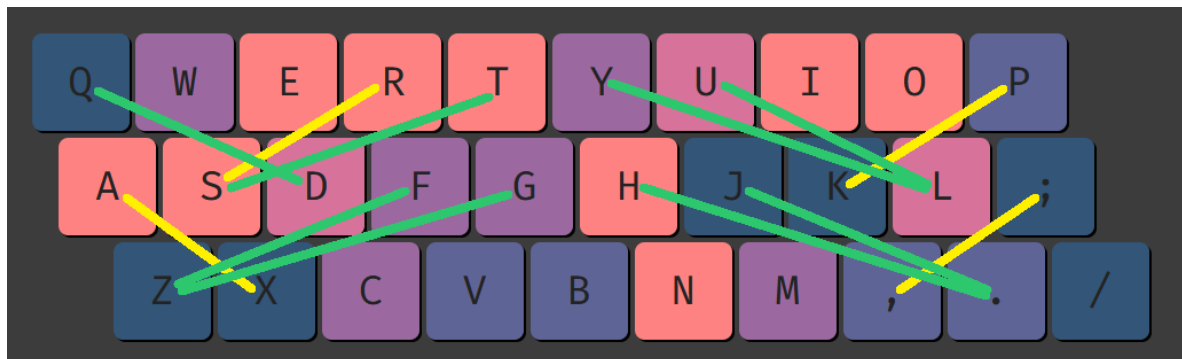 Q W E R T Y U I O P
A S D F G H J K L ;
Z X C V B N M , . /